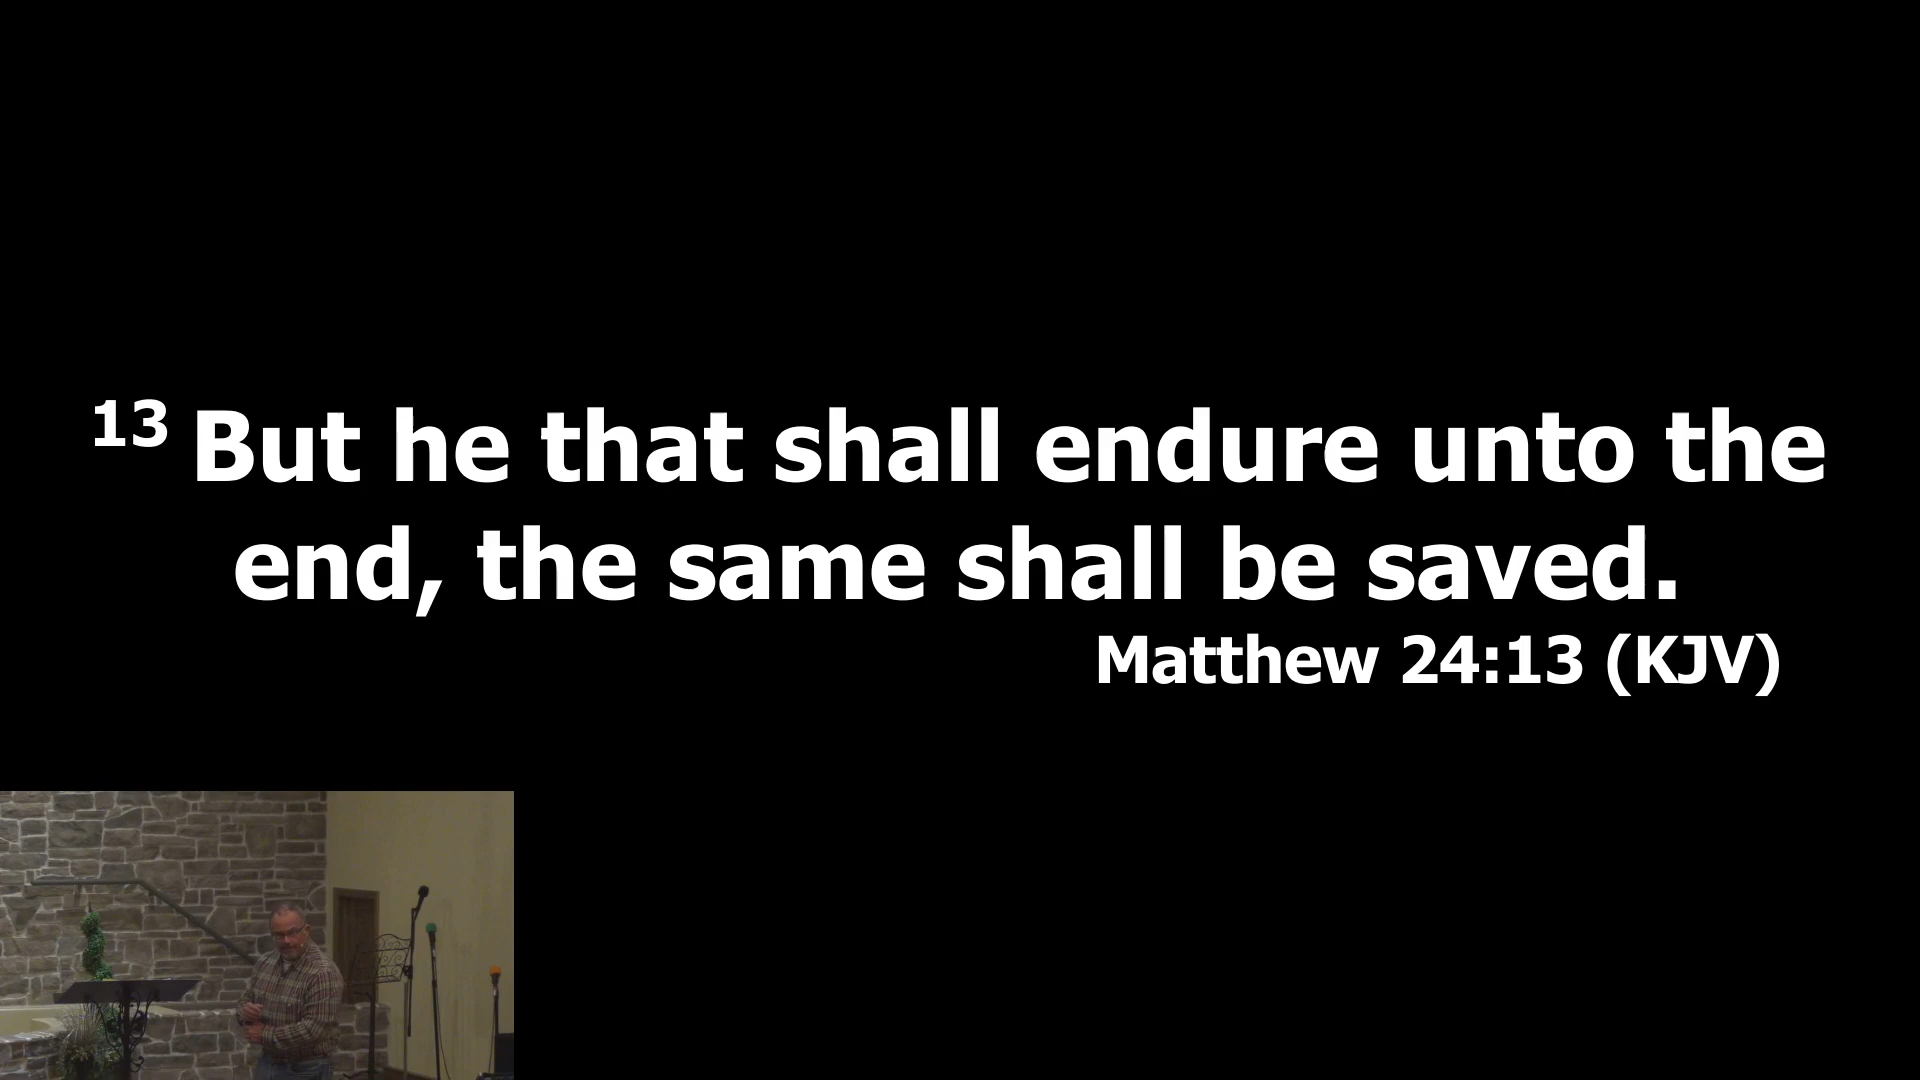 13 But he that shall endure unto the
end, the same shall be saved.
Matthew 24:13 (KJV)